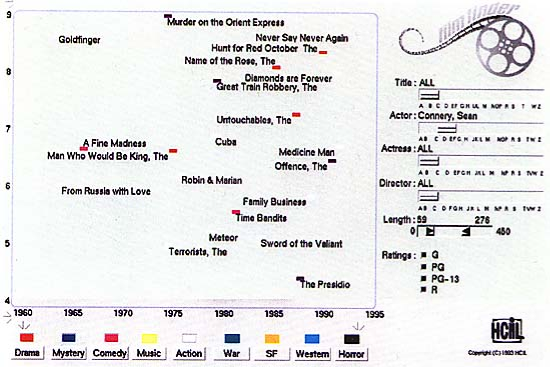 film finder
9
Murder on the Orient Express
Goldfinger
Never Say Never Again
Hunt for Red October
Name of the Rose, The
8
Diamonds are Forever
Great Train Robbery, The
Untouchables, The
7
A Fine Madness
Cuba
Man Who Would Be King, The
Medicine Man
Offence, The
Robin & Marian
6
From Russia with Love
Family Business
Time Bandits
Meteor
Sword of the Valiant
5
Terrorists, The
The Presidio
4
1960 1965 1970 1975 1980 1985 1990 1995
Drama Mystery Comedy Music Action War SF Western Horror
Title : ALL
Actor : Connery, Sean
Actress : ALL
Director : ALL
Length : 59 276
0 450
Ratings :
G
PG
PG-13
R
HCIL
Copyright (C) 1993 HCIL